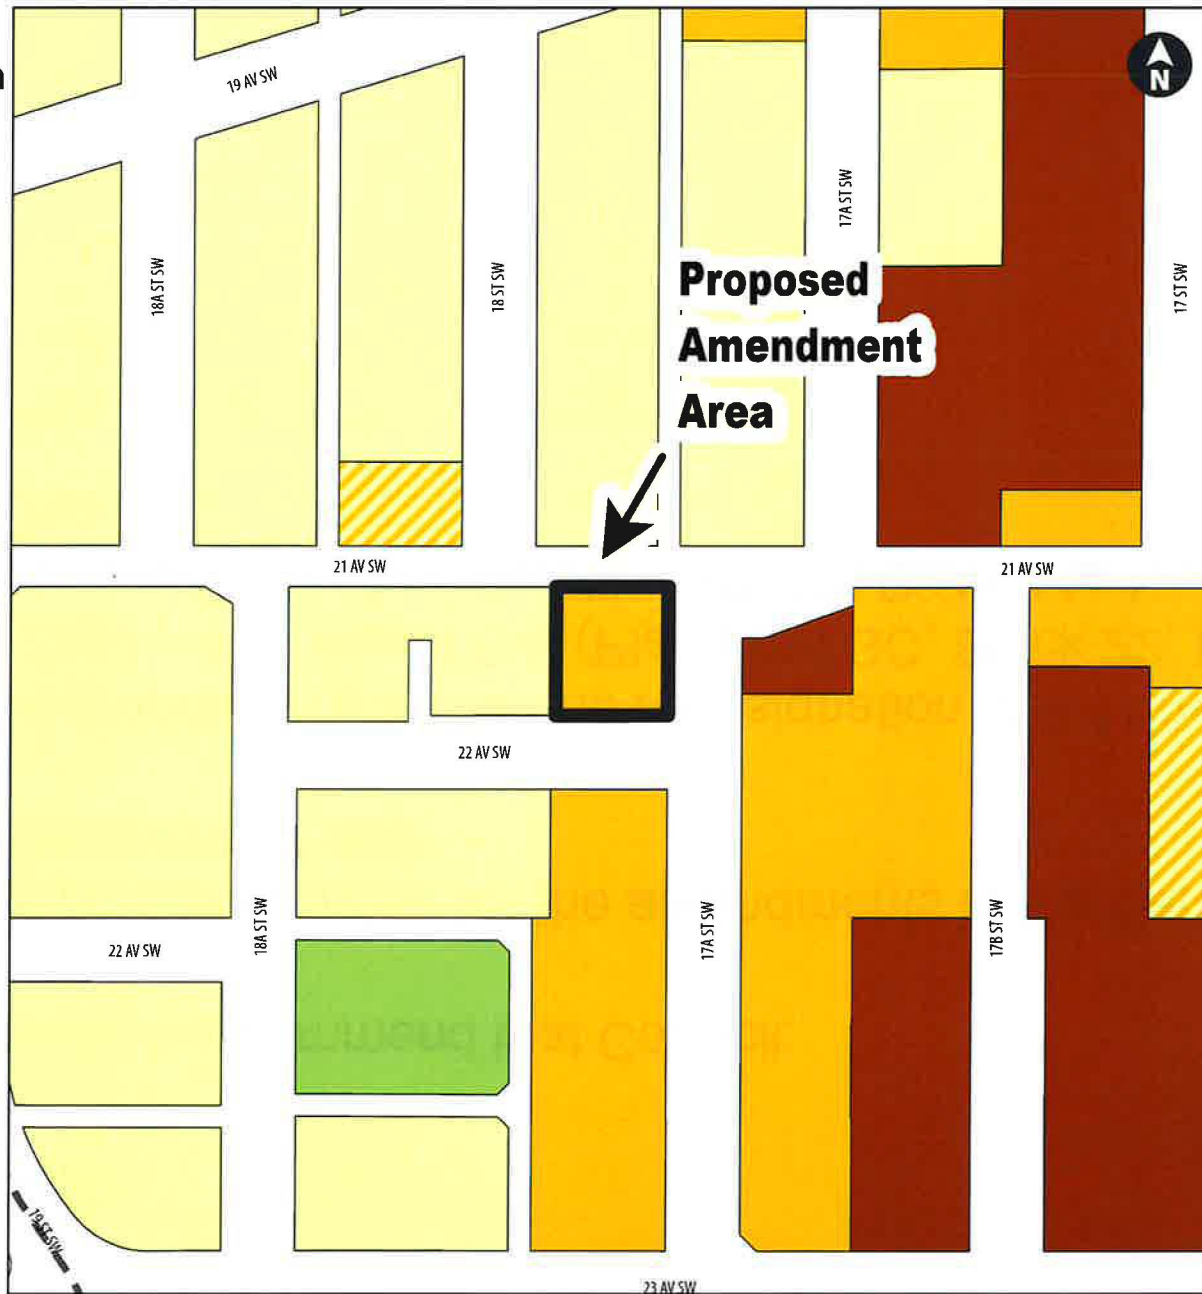 19 AV SW
N
17A ST SW
18A ST SW
18 ST SW
17 ST SW
Proposed
Amendment
Area
21 AV SW
21 AV SW
22 AV SW
18A ST SW
17A ST SW
17B ST SW
22 AV SW
19 ST SW
23 AV SW